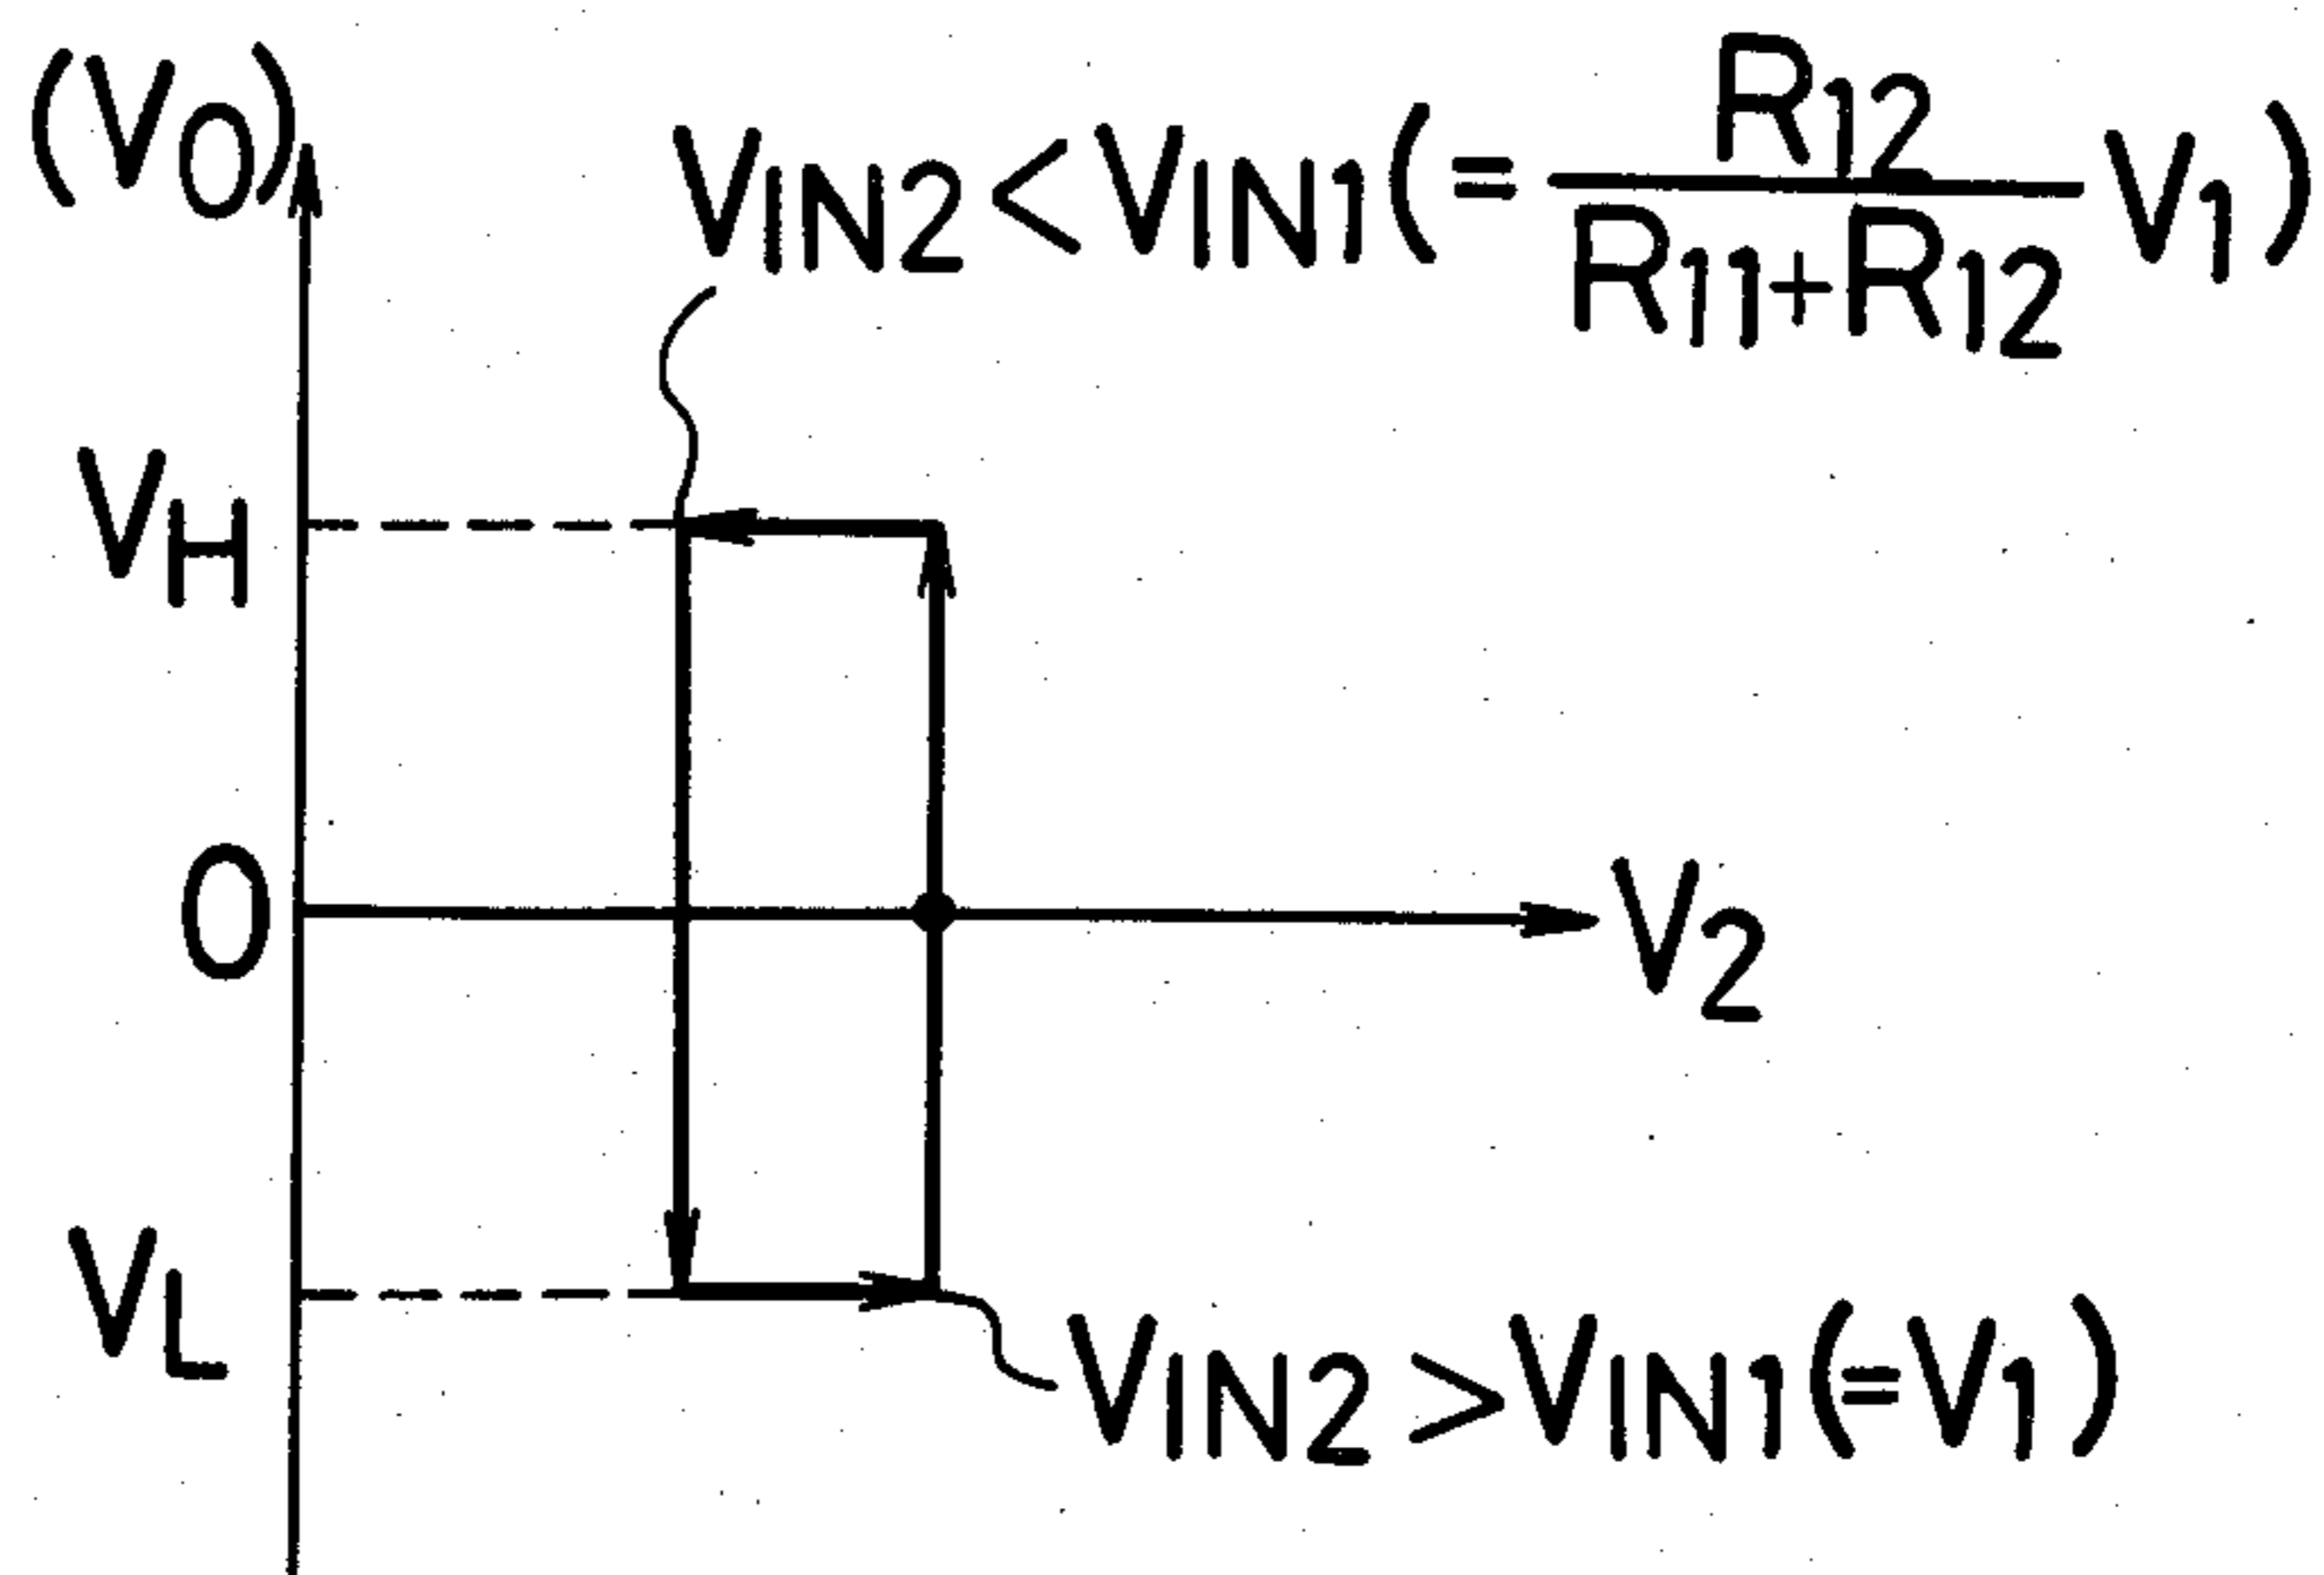 (VO)
VIN2<VIN1(=R12/R11+R12 V1)
VH
O
V2
VL
VIN2>VIN1(=V1)